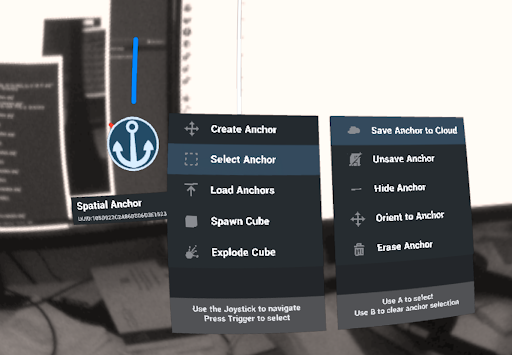 Spatial Anchor
Create Anchor
Select Anchor
Load Anchors
Spawn Cube
Explode Cube
Use the Joystick to navigate
Press Trigger to select
Save Anchor to Cloud
Unsave Anchor
Hide Anchor
Orient to Anchor
Erase Anchor
Use A to select
Use B to clear anchor selection